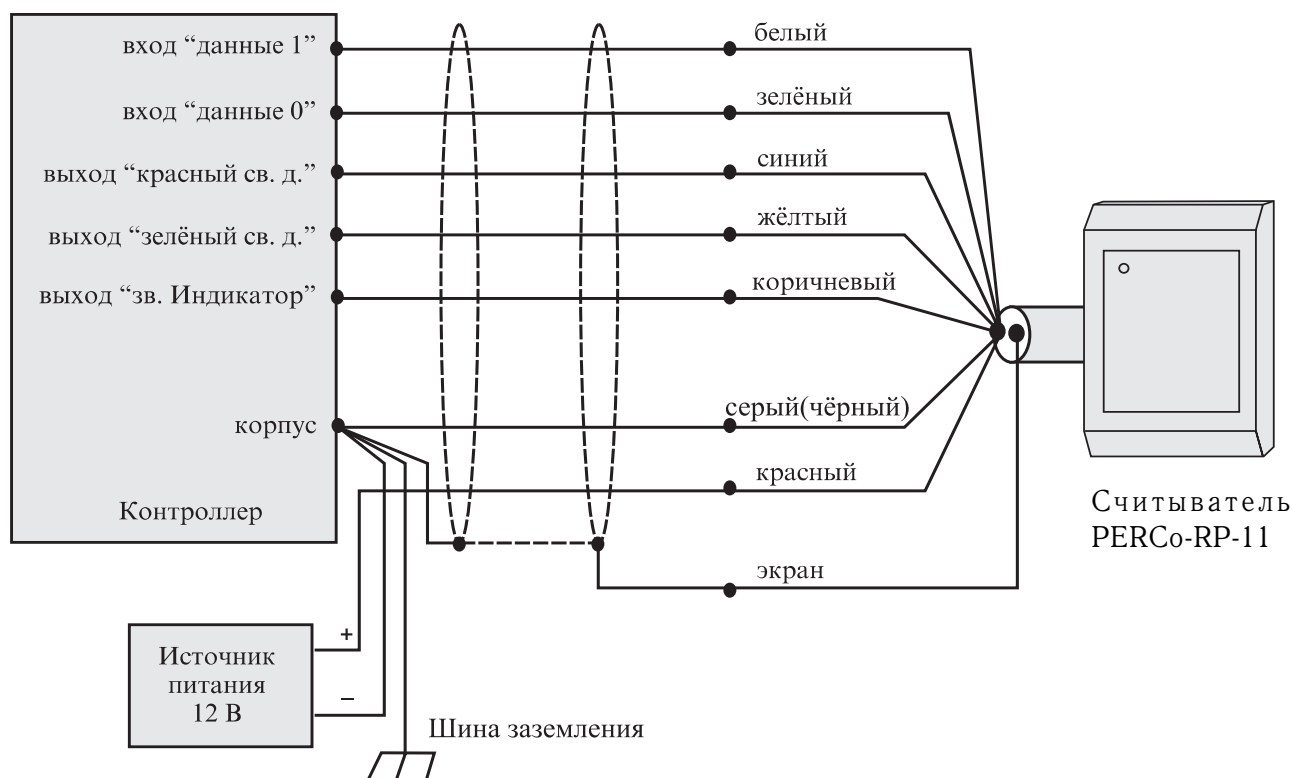 вход “данные 1”
белый
вход “данные 0”
зелёный
выход “красный св. д.”
синий
выход “зелёный св. д.”
жёлтый
выход “зв. Индикатор”
коричневый
корпус
серый(чёрный)
красный
Контроллер
Считыватель
PERCo-RP-11
экран
+
Источник
питания
12 В
–
Шина заземления